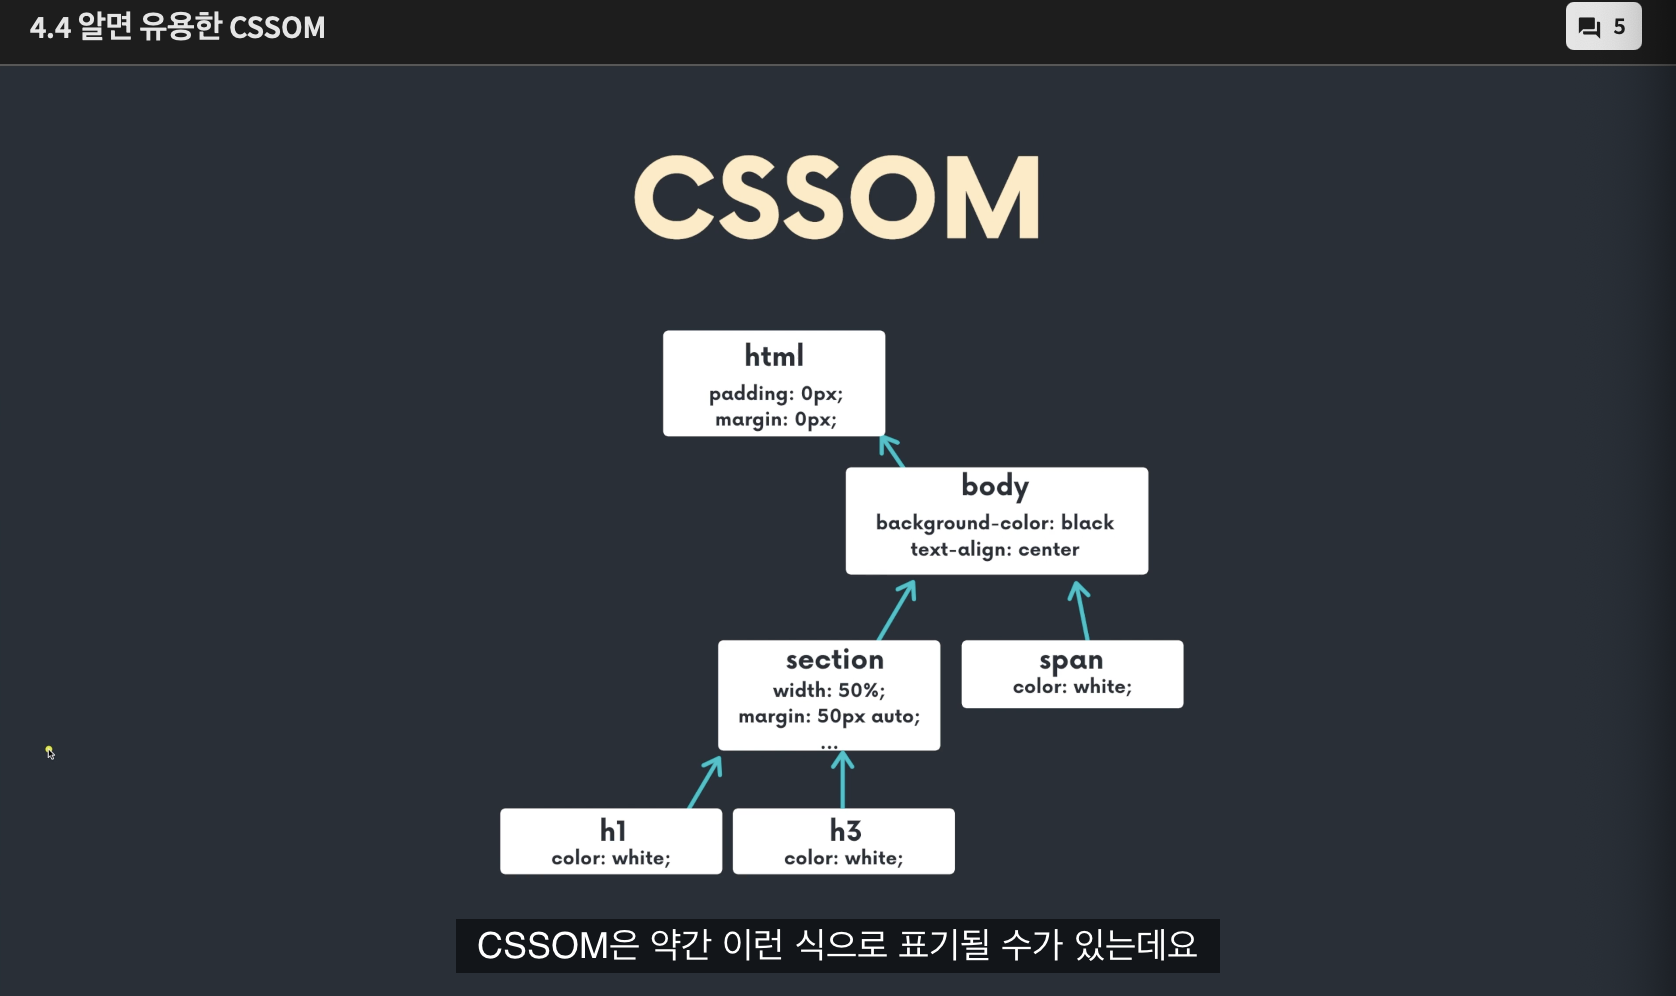 4.4 알면 유용한 CSSOM
5
CSSOM
html
padding: 0px;
margin: 0px;
body
background-color: black
text-align: center
section
width: 50%;
margin: 50px auto;
...
span
color: white;
h1
color: white;
h3
color: white;
CSSOM은 약간 이런 식으로 표기될 수가 있는데요